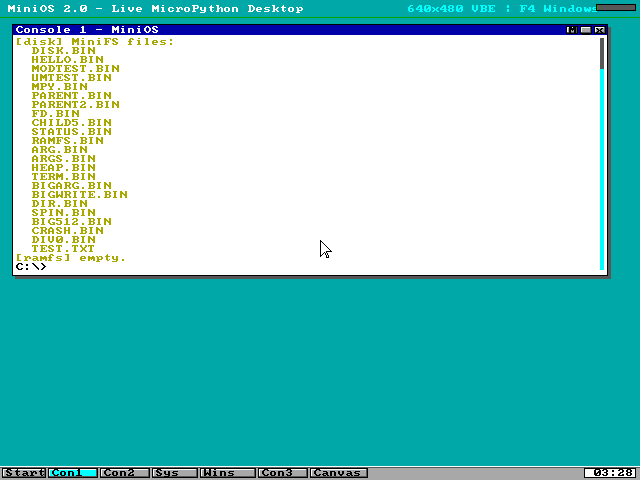 MiniOS 2.0 - Live MicroPython Desktop
640x480 VBE ¦ F4 Windows
Console 1 - MiniOS
M
x
[disk] MiniFS files:
DISK.BIN
HELLO.BIN
MODTEST.BIN
UMTEST.BIN
MPY.BIN
PARENT.BIN
PARENT2.BIN
FD.BIN
CHILD5.BIN
STATUS.BIN
RAMFS.BIN
ARG.BIN
ARGS.BIN
HEAP.BIN
TERM.BIN
BIGARG.BIN
BIGWRITE.BIN
DIR.BIN
SPIN.BIN
BIG512.BIN
CRASH.BIN
DIV0.BIN
TEST.TXT
[ramfs] empty.
C:\>
Start Con1 Con2 Sys Wins Con3 Canvas 03:28